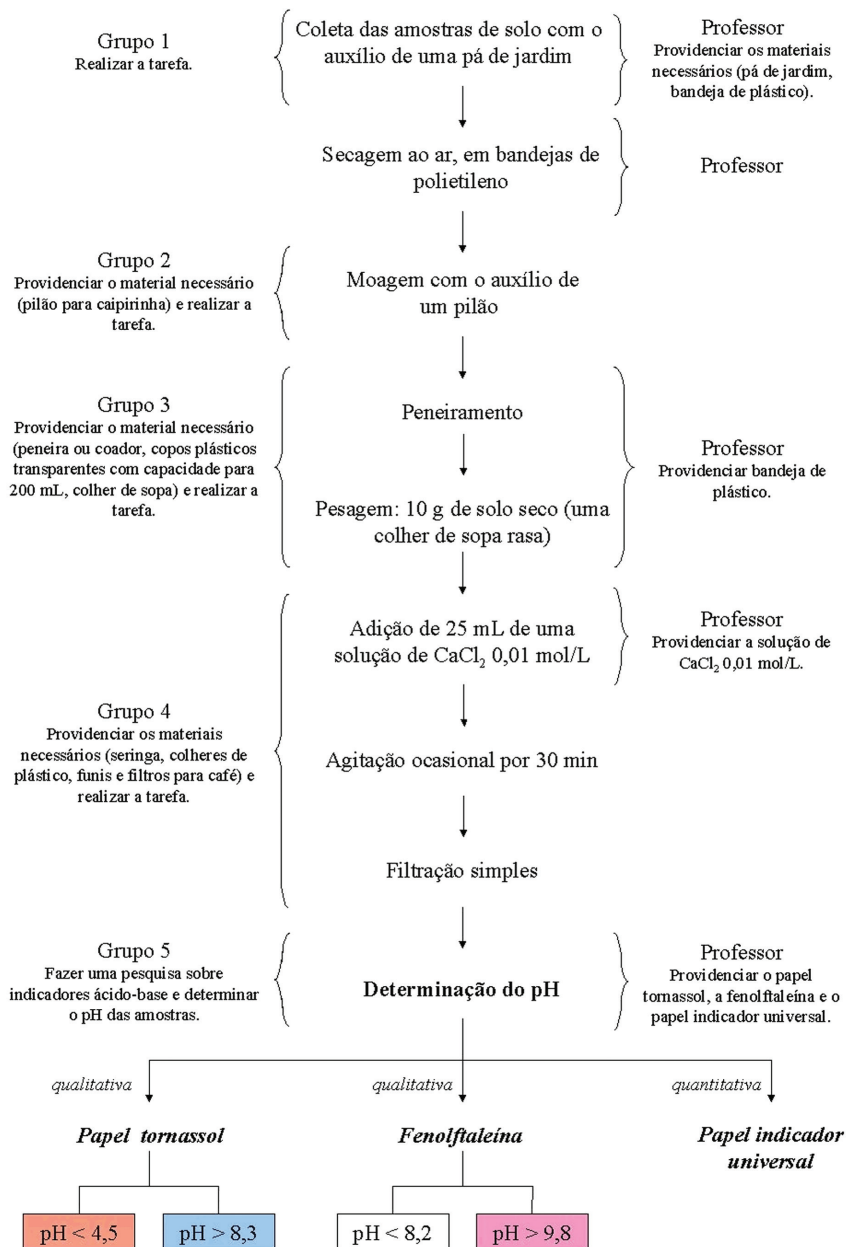 Grupo 1
Realizar a tarefa.
Coleta das amostras de solo com o
auxílio de uma pá de jardim
Professor
Providenciar os materiais
necessários (pá de jardim,
bandeja de plástico).
Secagem ao ar, em bandejas de
polietileno
Professor
Grupo 2
Providenciar o material necessário
(pilão para caipirinha) e realizar a
tarefa.
Moagem com o auxílio de
um pilão
Grupo 3
Providenciar o material necessário
(peneira ou coador, copos plásticos
transparentes com capacidade para
200 mL, colher de sopa) e realizar a
tarefa.
Peneiramento
Pesagem: 10 g de solo seco (uma
colher de sopa rasa)
Professor
Providenciar bandeja de
plástico.
Adição de 25 mL de uma
solução de CaCl₂ 0,01 mol/L
Professor
Providenciar a solução de
CaCl₂ 0,01 mol/L.
Grupo 4
Providenciar os materiais
necessários (seringa, colheres de
plástico, funis e filtros para café) e
realizar a tarefa.
Agitação ocasional por 30 min
Filtração simples
Grupo 5
Fazer uma pesquisa sobre
indicadores ácido-base e determinar
o pH das amostras.
Determinação do pH
Professor
Providenciar o papel
tornassol, a fenolftaleína e o
papel indicador universal.
qualitativa
qualitativa
quantitativa
Papel tornassol
Fenolftaleína
Papel indicador
universal
pH < 4,5
pH > 8,3
pH < 8,2
pH > 9,8